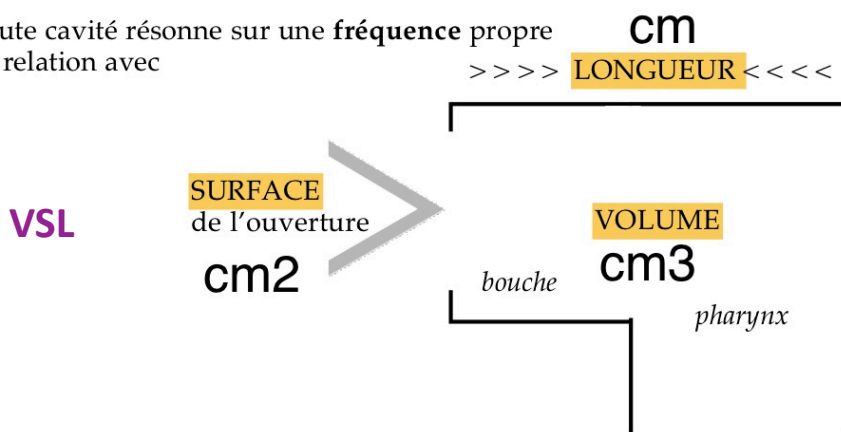 ute cavité résonne sur une fréquence propre
relation avec
cm
>>>> LONGUEUR <<<<
SURFACE
de l'ouverture
cm2
VSL
VOLUME
cm3
bouche
pharynx